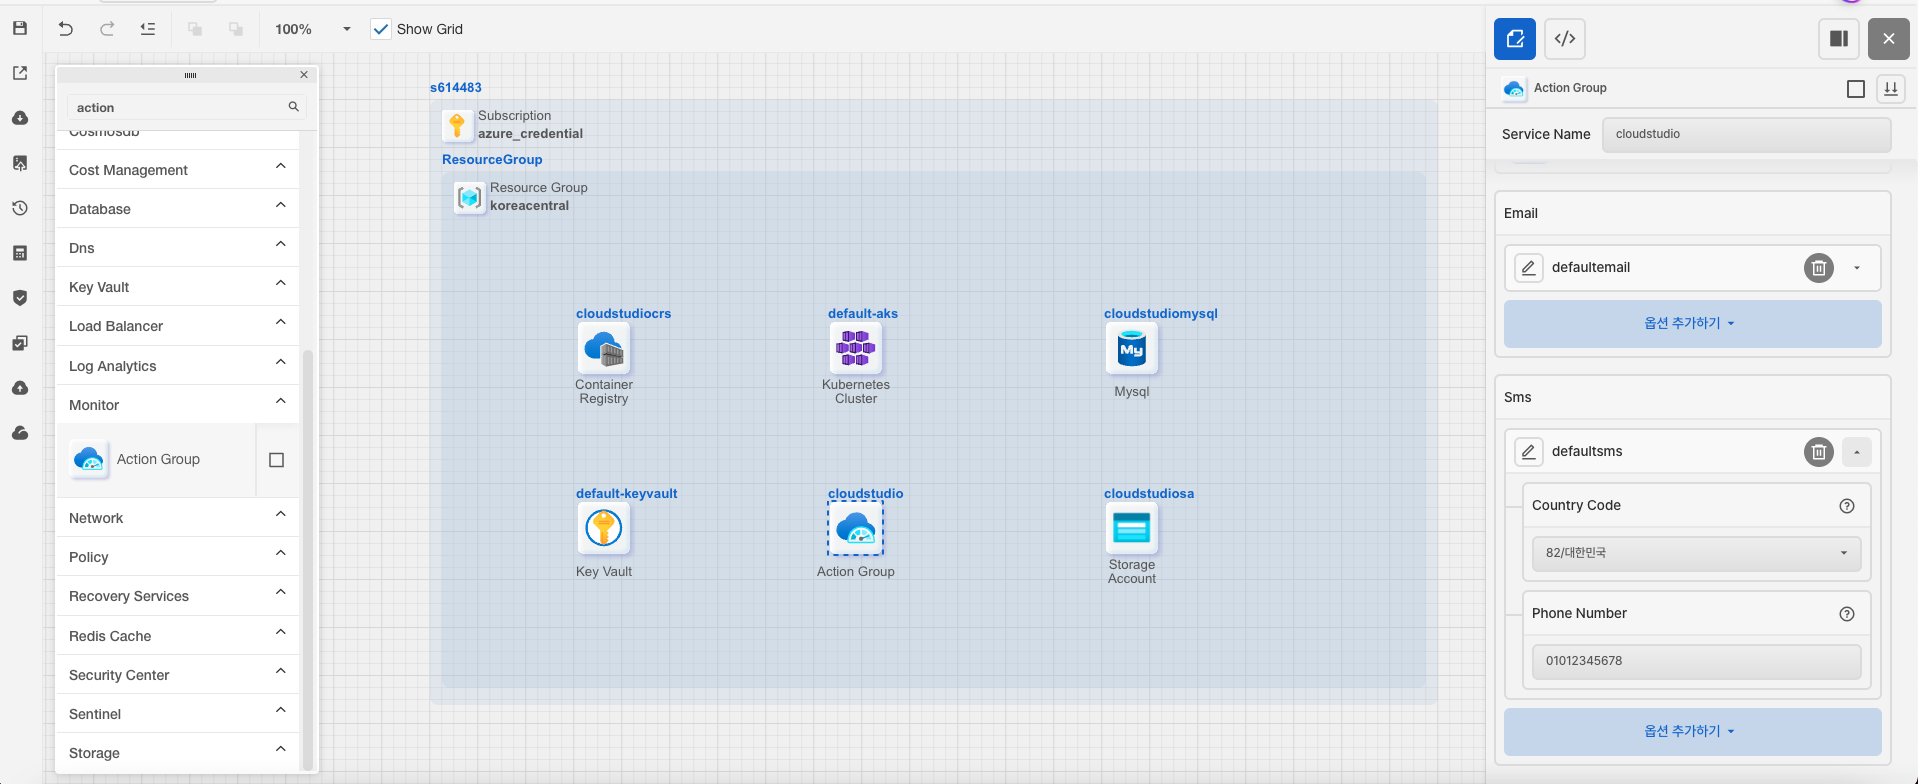 100%
Show Grid
action
Cosmosdb
Cost Management
Database
Dns
Key Vault
Load Balancer
Log Analytics
Monitor
Action Group
Network
Policy
Recovery Services
Redis Cache
Security Center
Sentinel
Storage
s614483
Subscription
azure_credential
ResourceGroup
Resource Group
koreacentral
cloudstudiocrs
Container
Registry
default-aks
Kubernetes
Cluster
cloudstudiomysql
My
Mysql
default-keyvault
Key Vault
cloudstudio
Action Group
cloudstudiosa
Storage
Account
Action Group
Service Name
cloudstudio
Email
defaultemail
옵션 추가하기
Sms
defaultsms
Country Code
82/대한민국
Phone Number
01012345678
옵션 추가하기